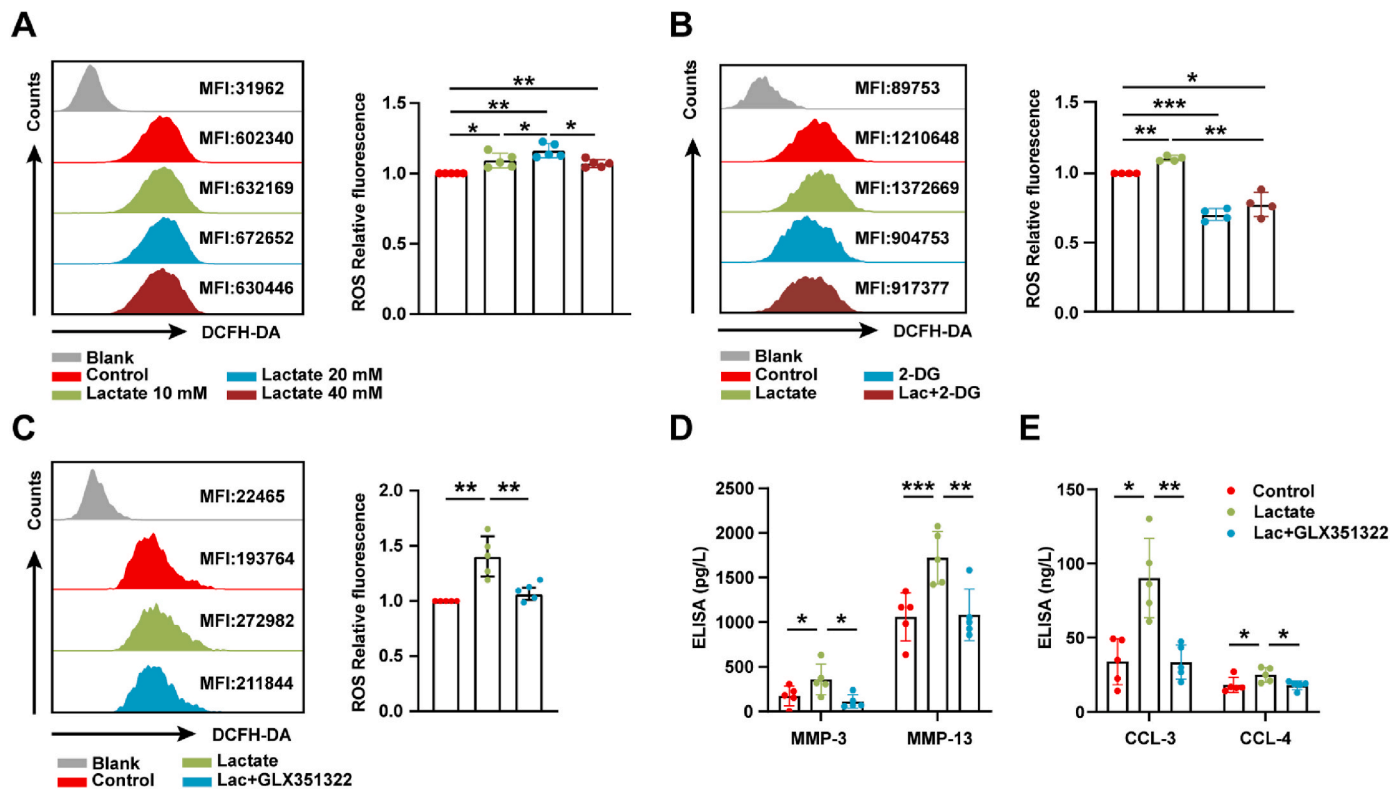 A
Counts
MFI:31962
MFI:602340
MFI:632169
MFI:672652
MFI:630446
DCFH-DA
Blank
Control
Lactate 10 mM
Lactate 20 mM
Lactate 40 mM
ROS Relative fluorescence
1.5
1.0
0.5
0.0
**
**
* * *
B
Counts
MFI:89753
MFI:1210648
MFI:1372669
MFI:904753
MFI:917377
DCFH-DA
Blank
Control
Lactate
2-DG
Lac+2-DG
ROS Relative fluorescence
1.5
1.0
0.5
0.0
*
***
** **
C
Counts
MFI:22465
MFI:193764
MFI:272982
MFI:211844
DCFH-DA
Blank
Control
Lactate
Lac+GLX351322
ROS Relative fluorescence
2.0
1.5
1.0
0.5
0.0
** **
D
ELISA (pg/L)
2500
2000
1500
1000
500
0
* *
*** **
MMP-3 MMP-13
E
ELISA (ng/L)
150
100
50
0
* **
* *
CCL-3 CCL-4
Control
Lactate
Lac+GLX351322